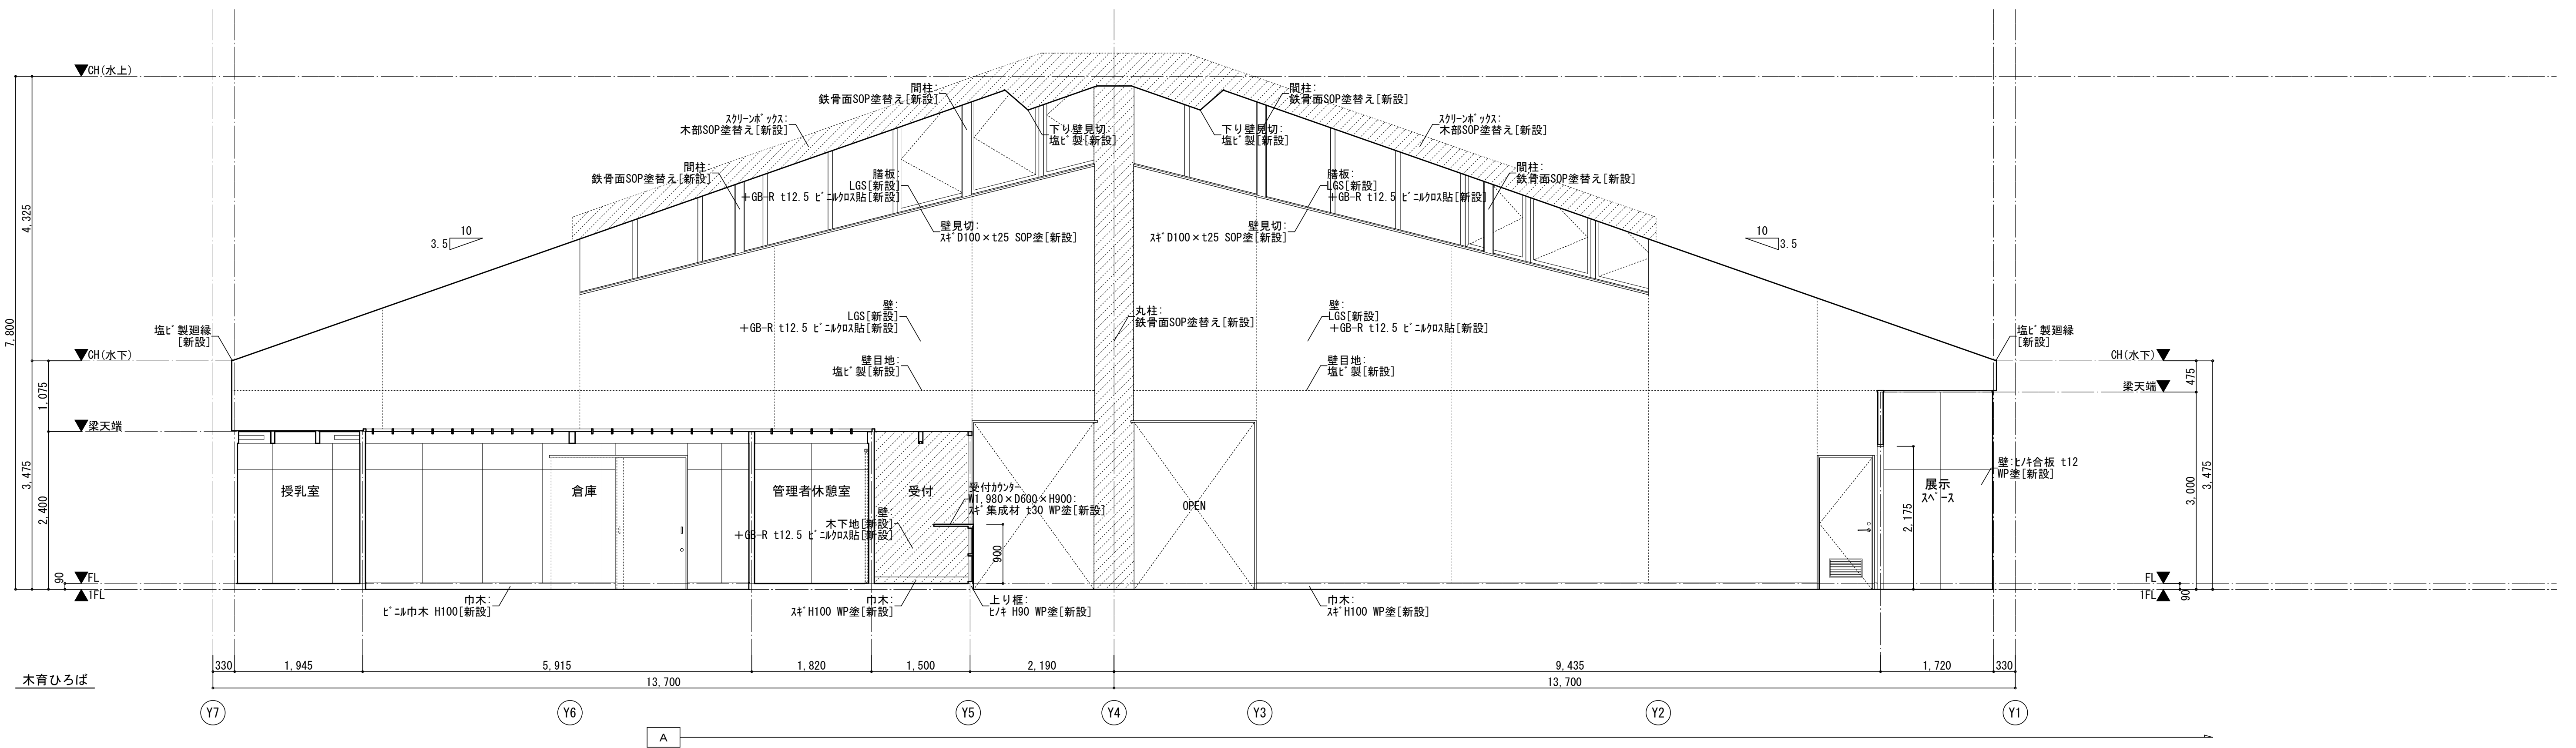 CH(水上)
間柱:
鉄骨面SOP塗替え[新設]
間柱:
鉄骨面SOP塗替え[新設]
スクリーンボックス:
木部SOP塗替え[新設]
下り壁見切:
塩ビ製[新設]
下り壁見切:
塩ビ製[新設]
スクリーンボックス:
木部SOP塗替え[新設]
間柱:
鉄骨面SOP塗替え[新設]
膳板:
LGS[新設]
+GB-R t12.5 ビニルクロス貼[新設]
膳板:
LGS[新設]
+GB-R t12.5 ビニルクロス貼[新設]
間柱:
鉄骨面SOP塗替え[新設]
壁見切:
スギD100×t25 SOP塗[新設]
壁見切:
スギD100×t25 SOP塗[新設]
10
3.5
10
3.5
4,325
7,800
壁:
LGS[新設]
+GB-R t12.5 ビニルクロス貼[新設]
丸柱:
鉄骨面SOP塗替え[新設]
壁:
LGS[新設]
+GB-R t12.5 ビニルクロス貼[新設]
塩ビ製廻縁
[新設]
塩ビ製廻縁
[新設]
CH(水下)
CH(水下)
壁目地:
塩ビ製[新設]
壁目地:
塩ビ製[新設]
1,075
475
梁天端
梁天端
3,475
2,400
3,000
3,475
授乳室
倉庫
管理者休憩室
受付
受付カウンター
W1,980×D600×H900:
スギ集成材 t30 WP塗[新設]
OPEN
壁:
木下地[新設]
+GB-R t12.5 ビニルクロス貼[新設]
900
2,175
展示
スペース
壁:ヒノキ合板 t12
WP塗[新設]
90
FL
1FL
FL
1FL
90
巾木:
ビニル巾木 H100[新設]
巾木:
スギH100 WP塗[新設]
上り框:
ヒノキ H90 WP塗[新設]
巾木:
スギH100 WP塗[新設]
330
1,945
5,915
1,820
1,500
2,190
9,435
1,720
330
木育ひろば
13,700
13,700
Y7
Y6
Y5
Y4
Y3
Y2
Y1
A